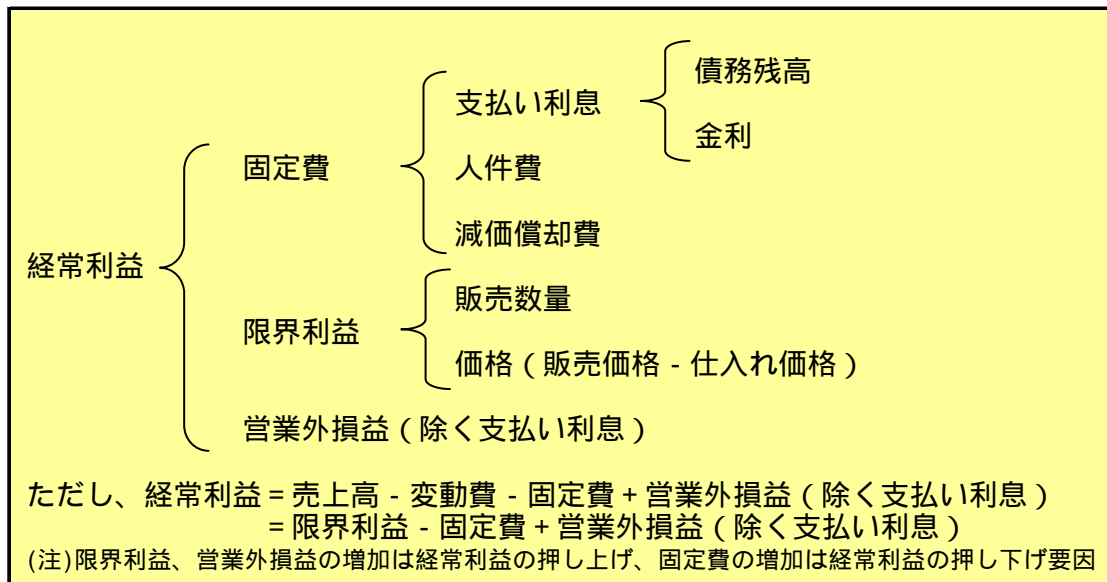 債務残高
支払い利息
金利
固定費
人件費
減価償却費
経常利益
販売数量
限界利益
価格（販売価格 - 仕入れ価格）
営業外損益（除く支払い利息）
ただし、経常利益 = 売上高 - 変動費 - 固定費 + 営業外損益（除く支払い利息）
= 限界利益 - 固定費 + 営業外損益（除く支払い利息）
(注)限界利益、営業外損益の増加は経常利益の押し上げ、固定費の増加は経常利益の押し下げ要因